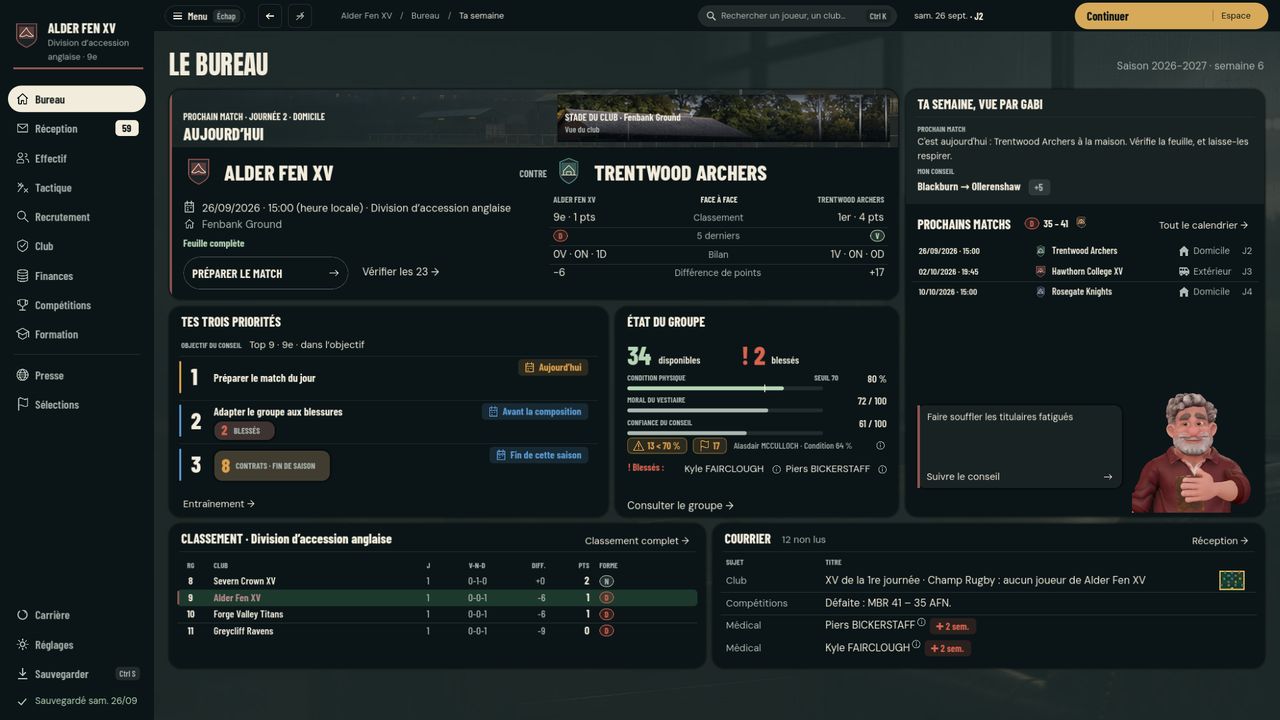 ALDER FEN XV
Division d'accession
anglaise · 9e
Bureau
Réception 59
Effectif
Tactique
Recrutement
Club
Finances
Compétitions
Formation
Presse
Sélections
Carrière
Réglages
Sauvegarder Ctrl S
Sauvegardé sam. 26/09
Menu Échap
Alder Fen XV / Bureau / Ta semaine
Rechercher un joueur, un club… Ctrl K
sam. 26 sept. · J2
Continuer Espace
LE BUREAU
Saison 2026-2027 · semaine 6
PROCHAIN MATCH · JOURNÉE 2 · DOMICILE
AUJOURD'HUI
STADE DU CLUB · Fenbank Ground
Vue du club
ALDER FEN XV CONTRE TRENTWOOD ARCHERS
26/09/2026 · 15:00 (heure locale) · Division d'accession anglaise
Fenbank Ground
Feuille complète
PRÉPARER LE MATCH →
Vérifier les 23 →
ALDER FEN XV FACE À FACE TRENTWOOD ARCHERS
9e · 1 pts Classement 1er · 4 pts
D 5 derniers V
0V · 0N · 1D Bilan 1V · 0N · 0D
-6 Différence de points +17
TA SEMAINE, VUE PAR GABI
PROCHAIN MATCH
C'est aujourd'hui : Trentwood Archers à la maison. Vérifie la feuille, et laisse-les
respirer.
MON CONSEIL
Blackburn → Ollerenshaw +5
PROCHAINS MATCHS D 35 – 41 Tout le calendrier →
26/09/2026 · 15:00 Trentwood Archers Domicile J2
02/10/2026 · 19:45 Hawthorn College XV Extérieur J3
10/10/2026 · 15:00 Rosegate Knights Domicile J4
Faire souffler les titulaires fatigués
Suivre le conseil →
TES TROIS PRIORITÉS
OBJECTIF DU CONSEIL Top 9 · 9e · dans l'objectif
1 Préparer le match du jour Aujourd'hui
2 Adapter le groupe aux blessures Avant la composition
2 BLESSÉS
3 8 CONTRATS · FIN DE SAISON Fin de cette saison
Entraînement →
ÉTAT DU GROUPE
34 disponibles ! 2 blessés
CONDITION PHYSIQUE SEUIL 70 80 %
MORAL DU VESTIAIRE 72 / 100
CONFIANCE DU CONSEIL 61 / 100
13 < 70 % 17 Alasdair MCCULLOCH · Condition 64 %
! Blessés : Kyle FAIRCLOUGH Piers BICKERSTAFF
Consulter le groupe →
CLASSEMENT · Division d'accession anglaise Classement complet →
RG CLUB J V-N-D DIFF. PTS FORME
8 Severn Crown XV 1 0-1-0 +0 2 N
9 Alder Fen XV 1 0-0-1 -6 1 D
10 Forge Valley Titans 1 0-0-1 -6 1 D
11 Greycliff Ravens 1 0-0-1 -9 0 D
COURRIER 12 non lus Réception →
SUJET TITRE
Club XV de la 1re journée · Champ Rugby : aucun joueur de Alder Fen XV
Compétitions Défaite : MBR 41 – 35 AFN.
Médical Piers BICKERSTAFF + 2 sem.
Médical Kyle FAIRCLOUGH + 2 sem.